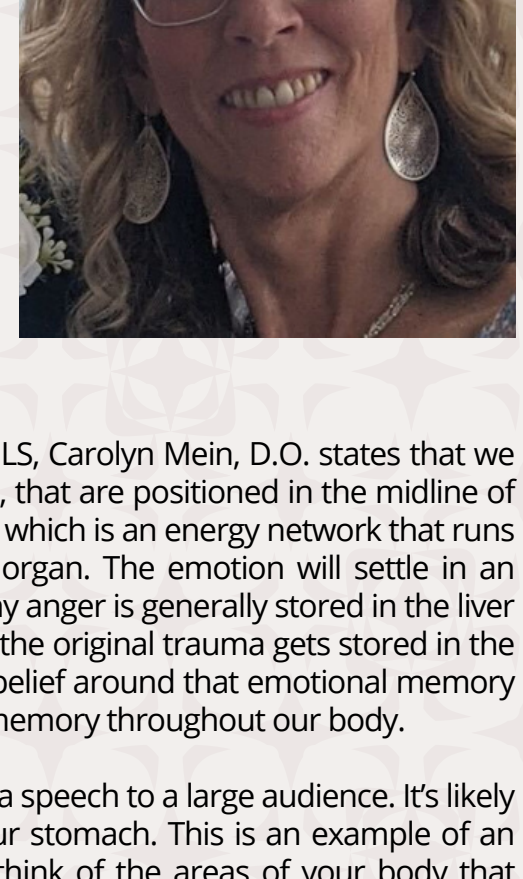 LS, Carolyn Mein, D.O. states that we
, that are positioned in the midline of
which is an energy network that runs
organ. The emotion will settle in an
anger is generally stored in the liver
the original trauma gets stored in the
belief around that emotional memory
memory throughout our body.
a speech to a large audience. It’s likely
ur stomach. This is an example of an
think of the areas of your body that